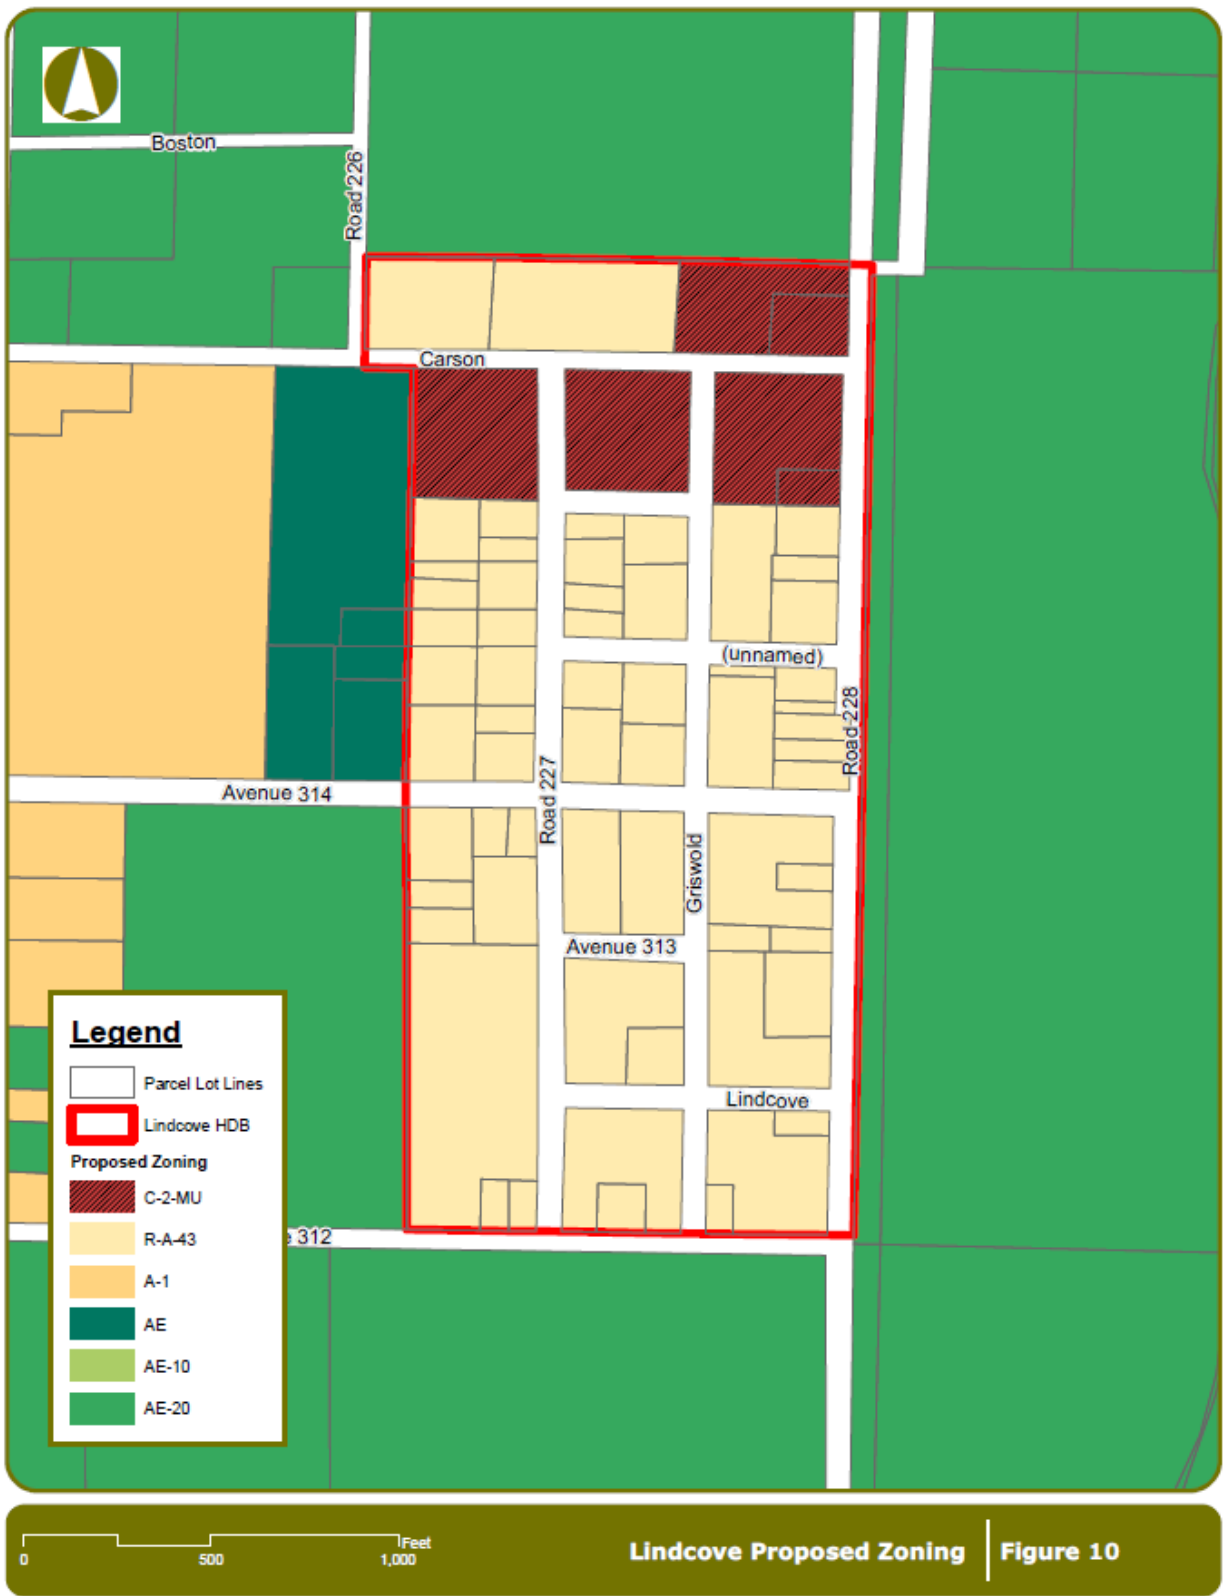 Boston
Road 226
Carson
(unnamed)
Road 228
Avenue 314
Road 227
Griswold
Avenue 313
Lindcove
312
Legend
Parcel Lot Lines
Lindcove HDB
Proposed Zoning
C-2-MU
R-A-43
A-1
AE
AE-10
AE-20
Feet
0 500 1,000
Lindcove Proposed Zoning Figure 10